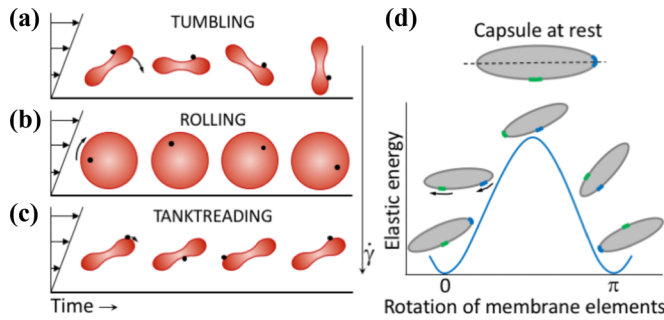 (a)
TUMBLING
(b)
ROLLING
(c)
TANKTREADING
γ̇
Time →
(d)
Capsule at rest
Elastic energy
0
π
Rotation of membrane elements